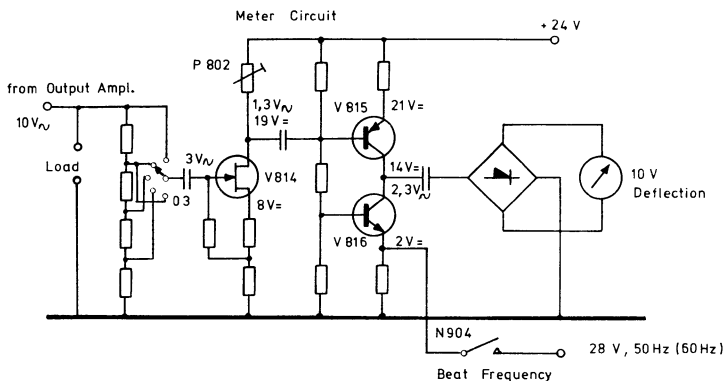 Meter Circuit
+24 V
P 802
from Output Ampl.
1,3V~
V 815
21V=
10V~
19V=
Load
3V~
14V=
10 V
V814
2,3V~
Deflection
03
8V=
V 816
2V=
N904
28 V, 50Hz (60Hz)
Beat Frequency